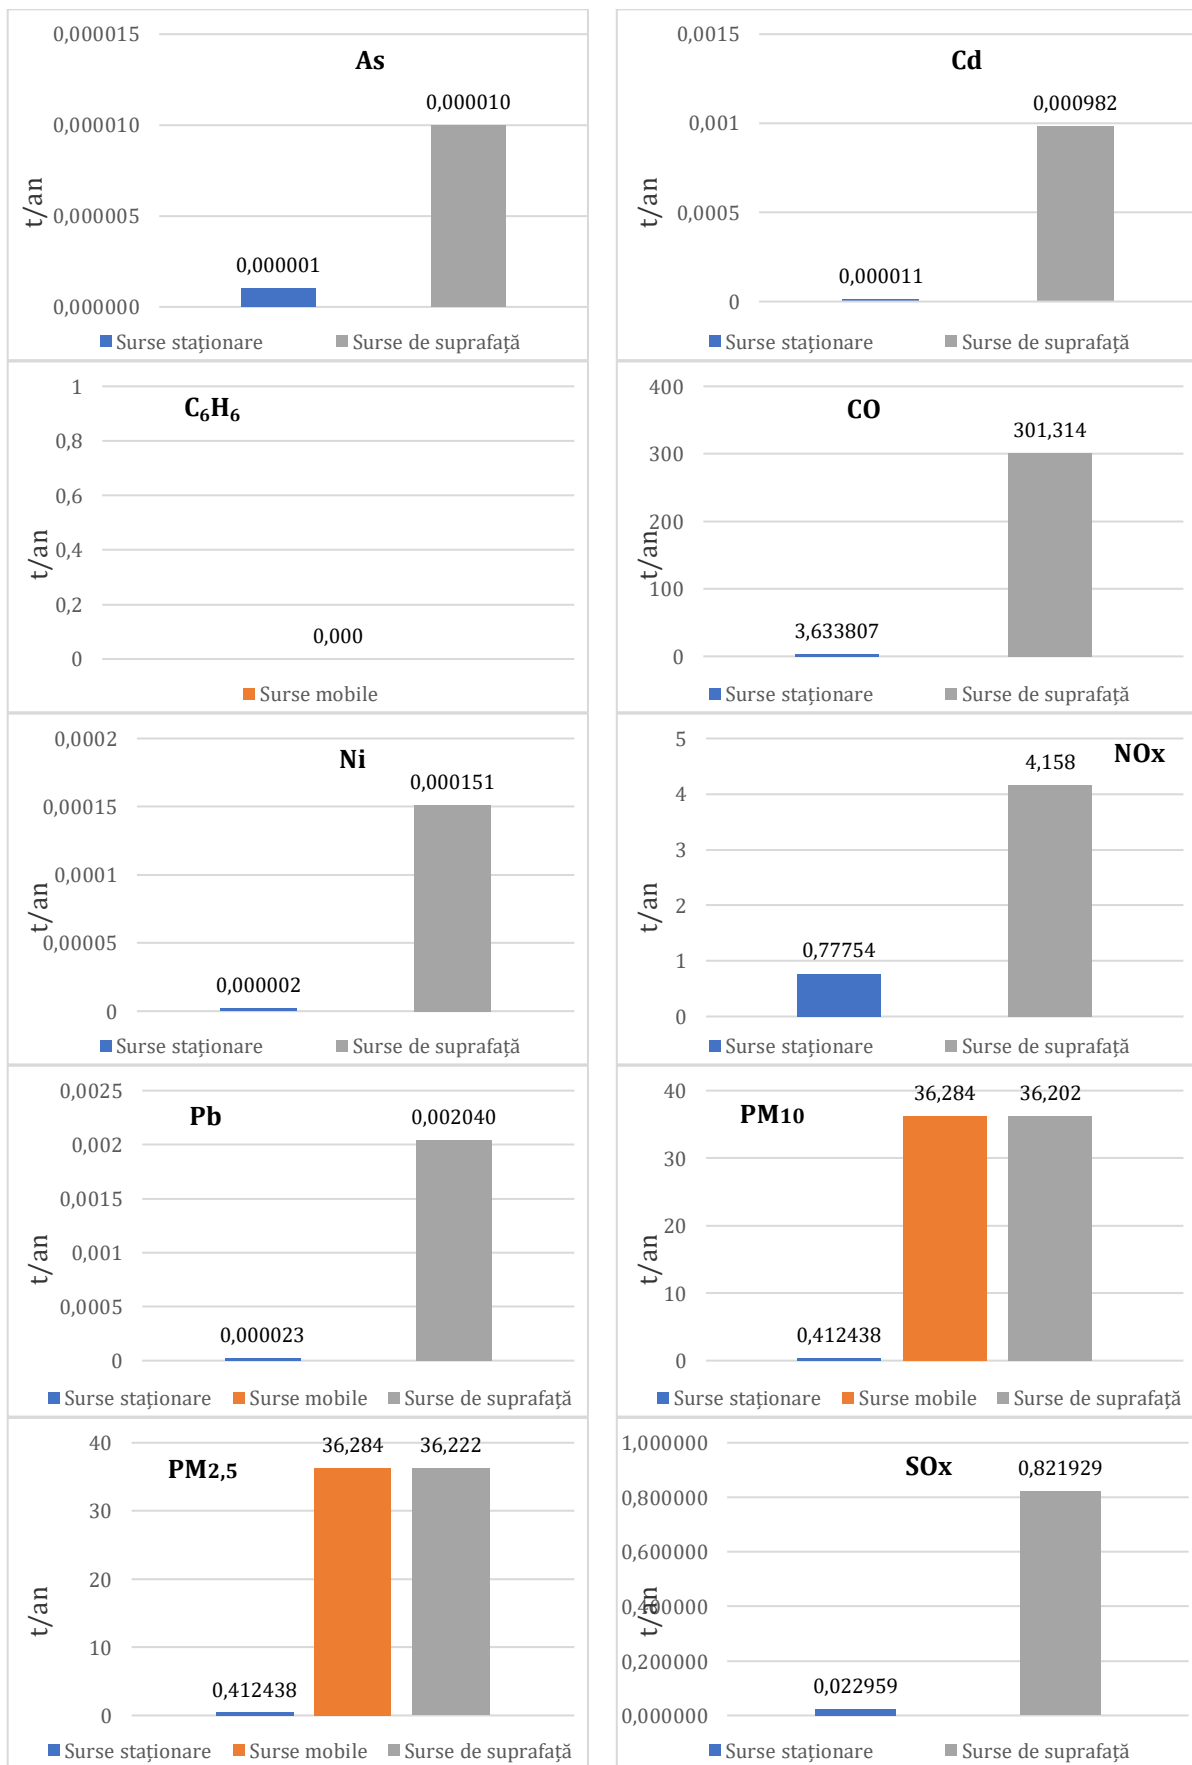 As
0,000015
0,000010
0,000005
0,000000
t/an
0,000001
0,000010
Surse staționare
Surse de suprafață
Cd
0,0015
0,001
0,0005
0
t/an
0,000011
0,000982
Surse staționare
Surse de suprafață
C₆H₆
1
0,8
0,6
0,4
0,2
0
t/an
0,000
Surse mobile
CO
400
300
200
100
0
t/an
3,633807
301,314
Surse staționare
Surse de suprafață
Ni
0,0002
0,00015
0,0001
0,00005
0
t/an
0,000002
0,000151
Surse staționare
Surse de suprafață
NOx
5
4
3
2
1
0
t/an
0,77754
4,158
Surse staționare
Surse de suprafață
Pb
0,0025
0,002
0,0015
0,001
0,0005
0
t/an
0,000023
0,002040
Surse staționare
Surse mobile
Surse de suprafață
PM10
40
30
20
10
0
t/an
0,412438
36,284
36,202
Surse staționare
Surse mobile
Surse de suprafață
PM2,5
40
30
20
10
0
t/an
0,412438
36,284
36,222
Surse staționare
Surse mobile
Surse de suprafață
SOx
1,000000
0,800000
0,600000
0,400000
0,200000
0,000000
t/an
0,022959
0,821929
Surse staționare
Surse de suprafață